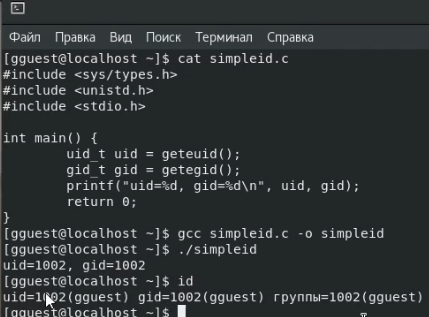 Файл Правка Вид Поиск Терминал Справка
[gguest@localhost ~]$ cat simpleid.c
#include <sys/types.h>
#include <unistd.h>
#include <stdio.h>
int main() {
uid_t uid = geteuid();
gid_t gid = getegid();
printf("uid=%d, gid=%d\n", uid, gid);
return 0;
}
[gguest@localhost ~]$ gcc simpleid.c -o simpleid
[gguest@localhost ~]$ ./simpleid
uid=1002, gid=1002
[gguest@localhost ~]$ id
uid=1002(gguest) gid=1002(gguest) группы=1002(gguest)
[gguest@localhost ~]$